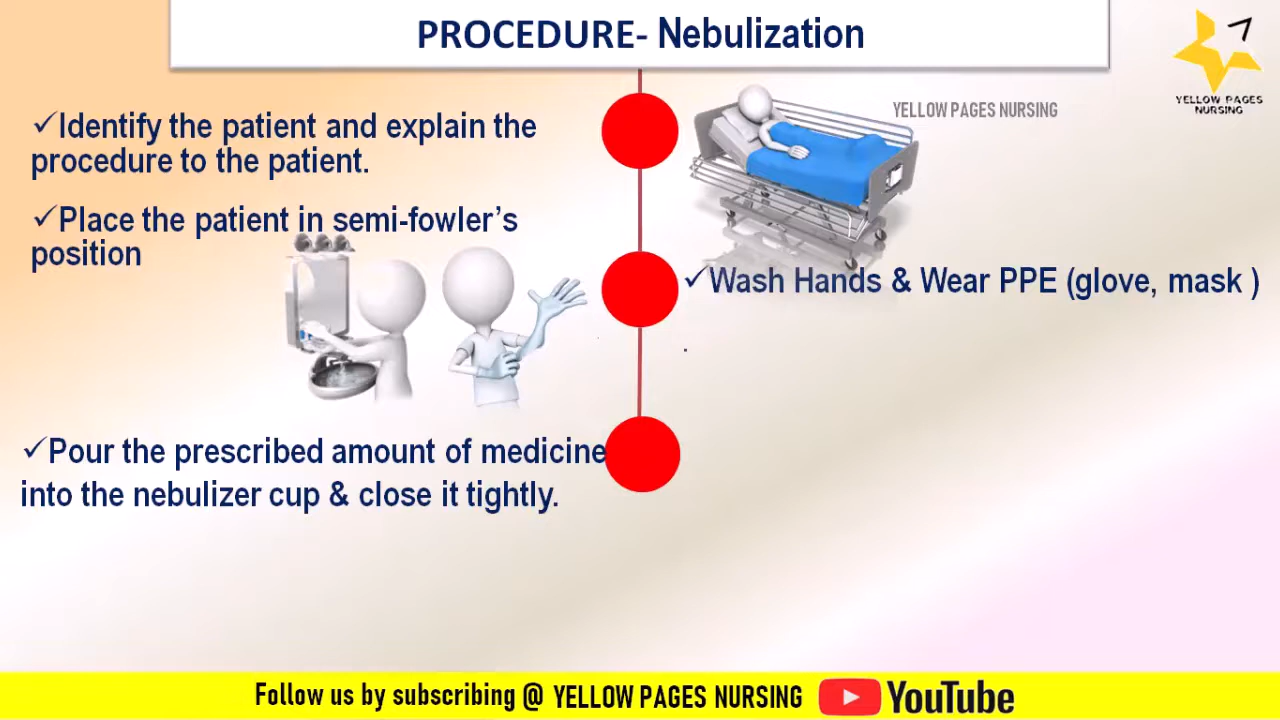 PROCEDURE- Nebulization
YELLOW PAGES
NURSING
YELLOW PAGES NURSING
✓Identify the patient and explain the
procedure to the patient.
✓Place the patient in semi-fowler's
position
✓Wash Hands & Wear PPE (glove, mask )
✓Pour the prescribed amount of medicine
into the nebulizer cup & close it tightly.
Follow us by subscribing @ YELLOW PAGES NURSING YouTube